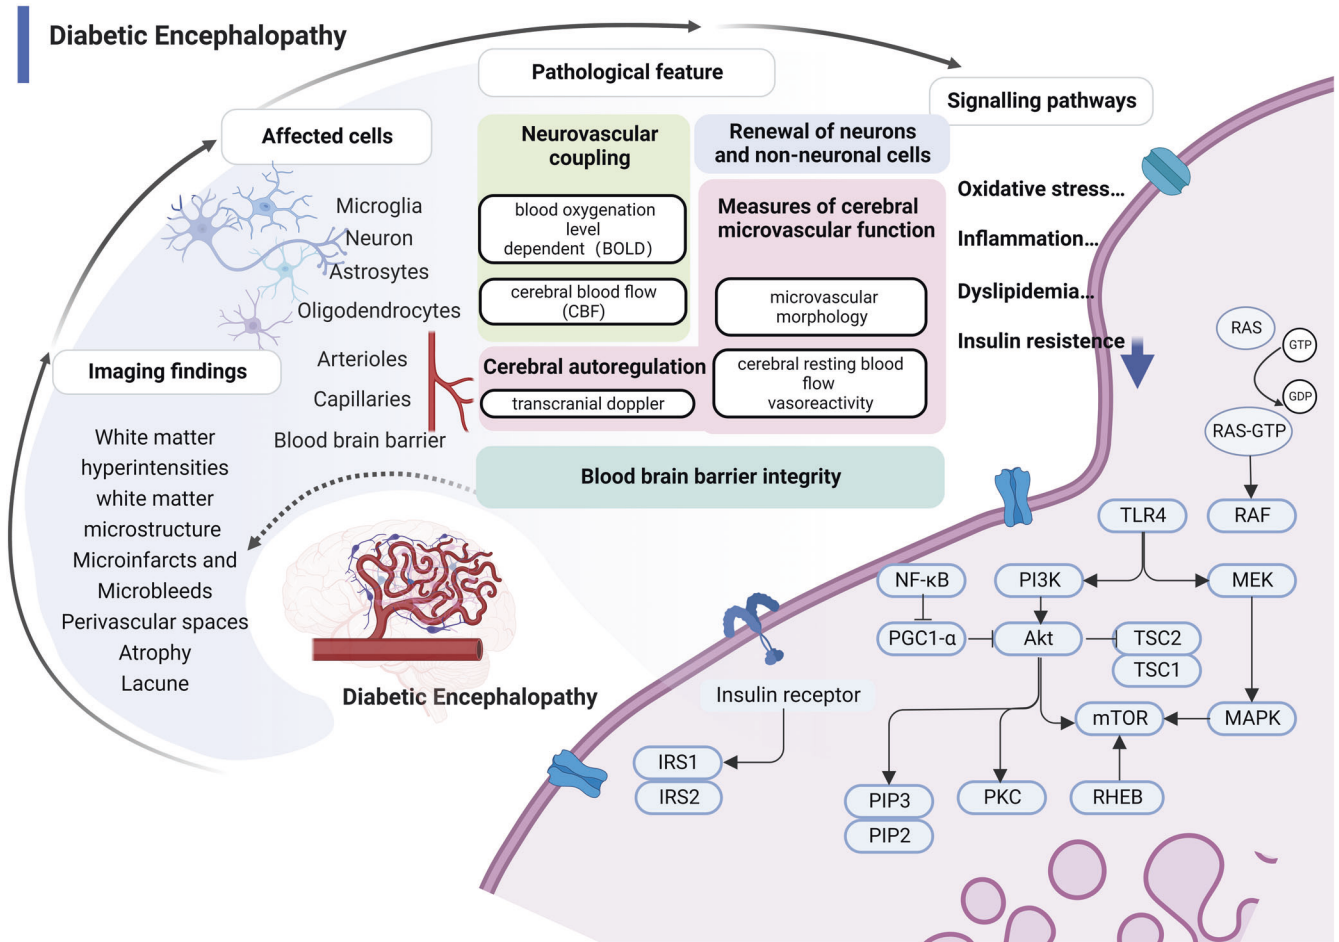 Diabetic Encephalopathy
Pathological feature
Signalling pathways
Affected cells
Neurovascular
coupling
Renewal of neurons
and non-neuronal cells
Microglia
Neuron
Astrosytes
Oligodendrocytes
Arterioles
Capillaries
Blood brain barrier
blood oxygenation
level
dependent (BOLD)
cerebral blood flow
(CBF)
Measures of cerebral
microvascular function
microvascular
morphology
cerebral resting blood
flow
vasoreactivity
Cerebral autoregulation
transcranial doppler
Blood brain barrier integrity
Oxidative stress...
Inflammation...
Dyslipidemia...
Insulin resistence
Imaging findings
White matter
hyperintensities
white matter
microstructure
Microinfarcts and
Microbleeds
Perivascular spaces
Atrophy
Lacune
Diabetic Encephalopathy
RAS
GTP
GDP
RAS-GTP
TLR4
RAF
NF-κB
PI3K
MEK
PGC1-α
Akt
TSC2
TSC1
Insulin receptor
mTOR
MAPK
IRS1
IRS2
PIP3
PIP2
PKC
RHEB